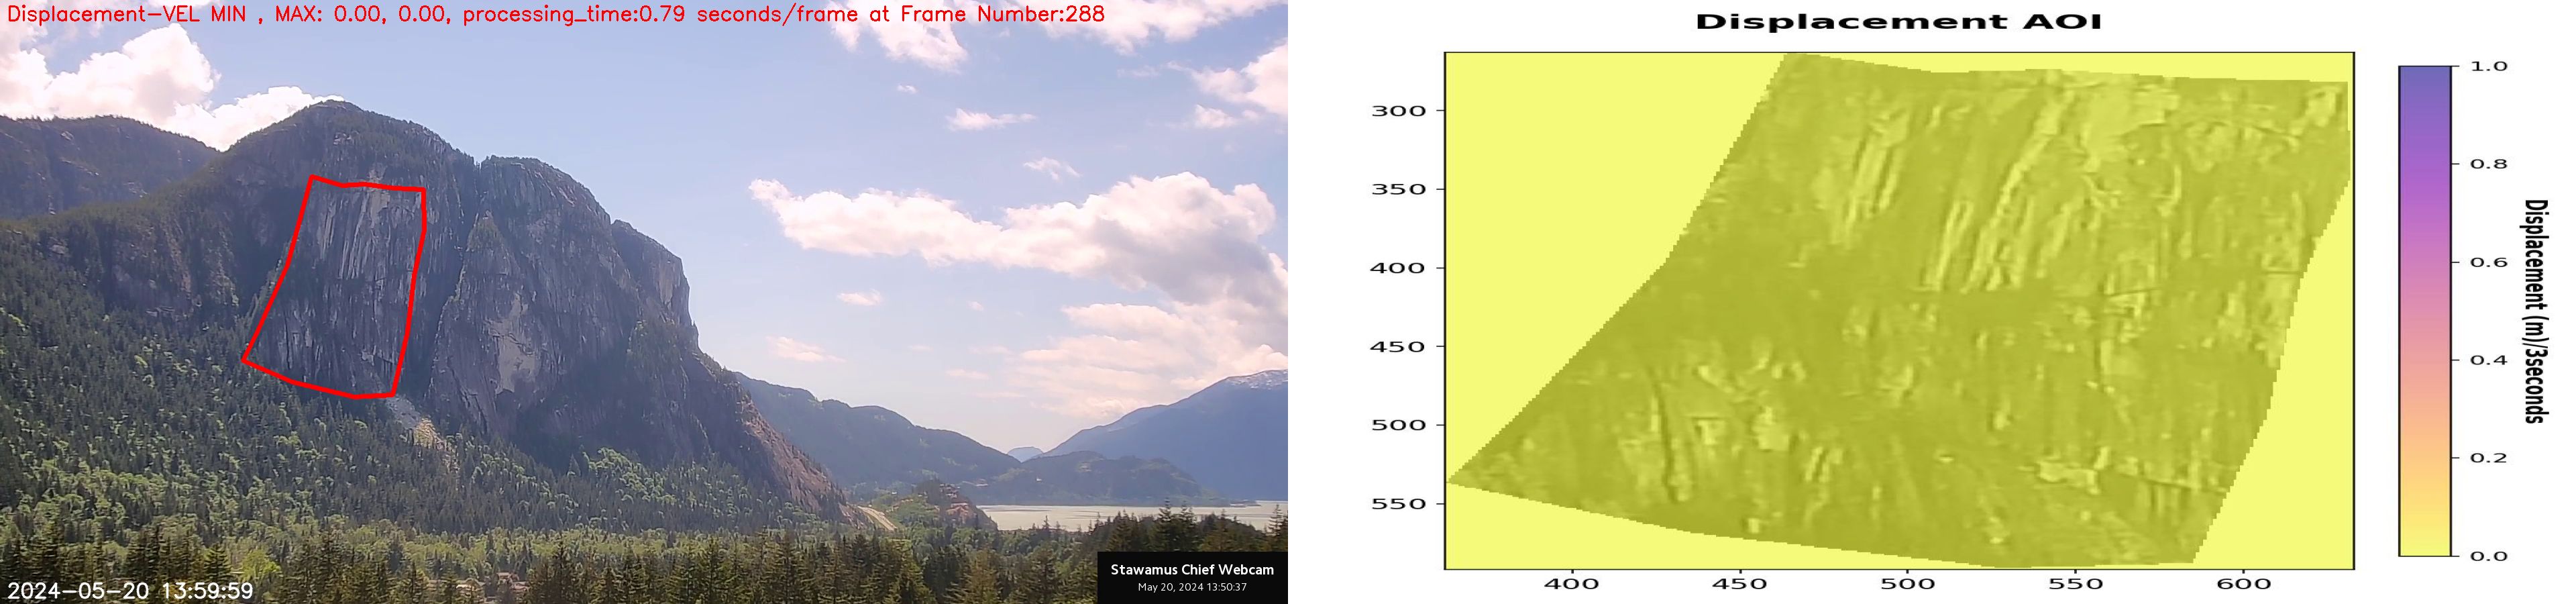 Displacement-VEL MIN , MAX: 0.00, 0.00, processing_time:0.79 seconds/frame at Frame Number:288
2024-05-20 13:59:59
Stawamus Chief Webcam
May 20, 2024 13:50:37
Displacement AOI
300
350
400
450
500
550
400 450 500 550 600
1.0
0.8
0.6
0.4
0.2
0.0
Displacement (m)/3seconds